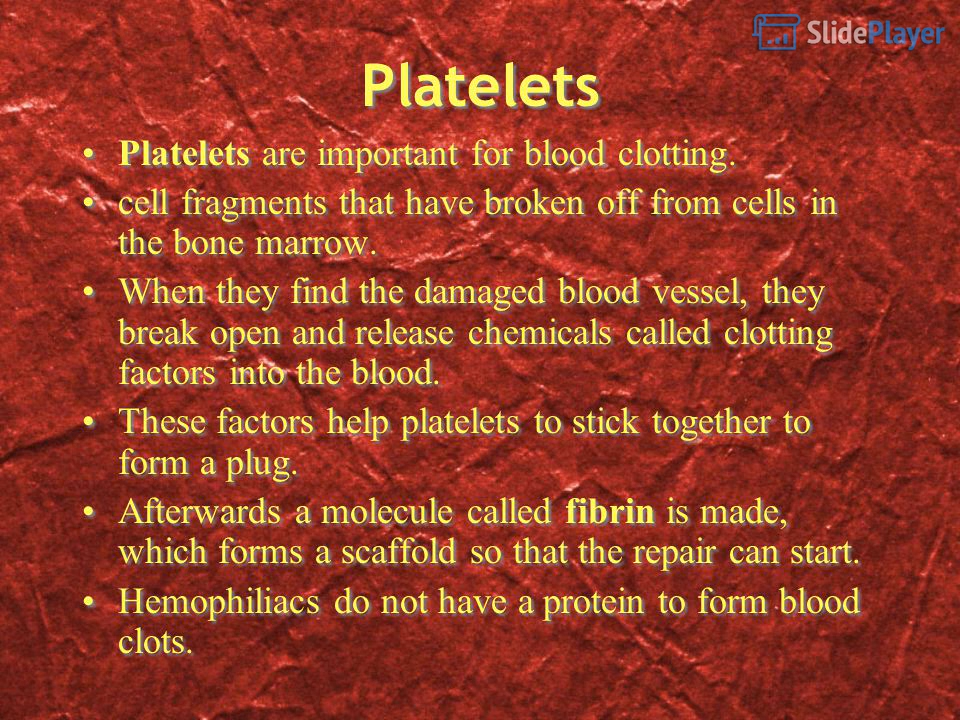 SlidePlayer
Platelets
• Platelets are important for blood clotting.
• cell fragments that have broken off from cells in
the bone marrow.
• When they find the damaged blood vessel, they
break open and release chemicals called clotting
factors into the blood.
• These factors help platelets to stick together to
form a plug.
• Afterwards a molecule called fibrin is made,
which forms a scaffold so that the repair can start.
• Hemophiliacs do not have a protein to form blood
clots.